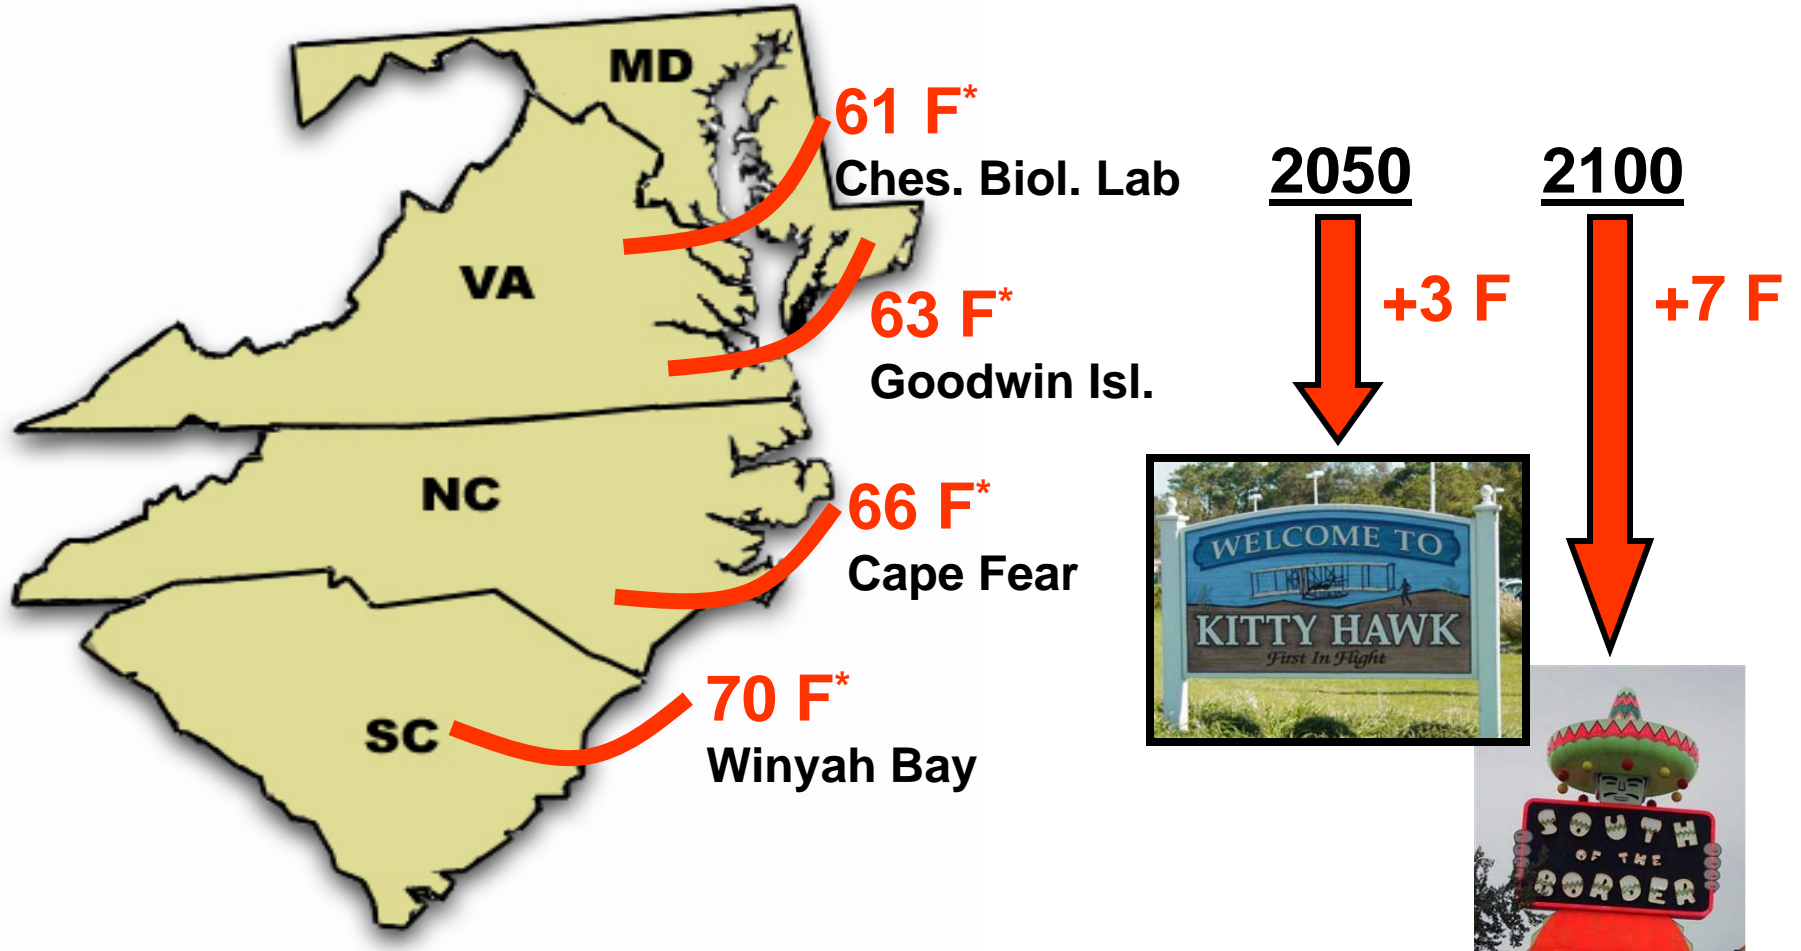 MD
61 F*
Ches. Biol. Lab
VA
63 F*
Goodwin Isl.
NC
66 F*
Cape Fear
SC
70 F*
Winyah Bay
2050
+3 F
2100
+7 F
WELCOME TO
KITTY HAWK
First In Flight
SOUTH
OF THE
BORDER